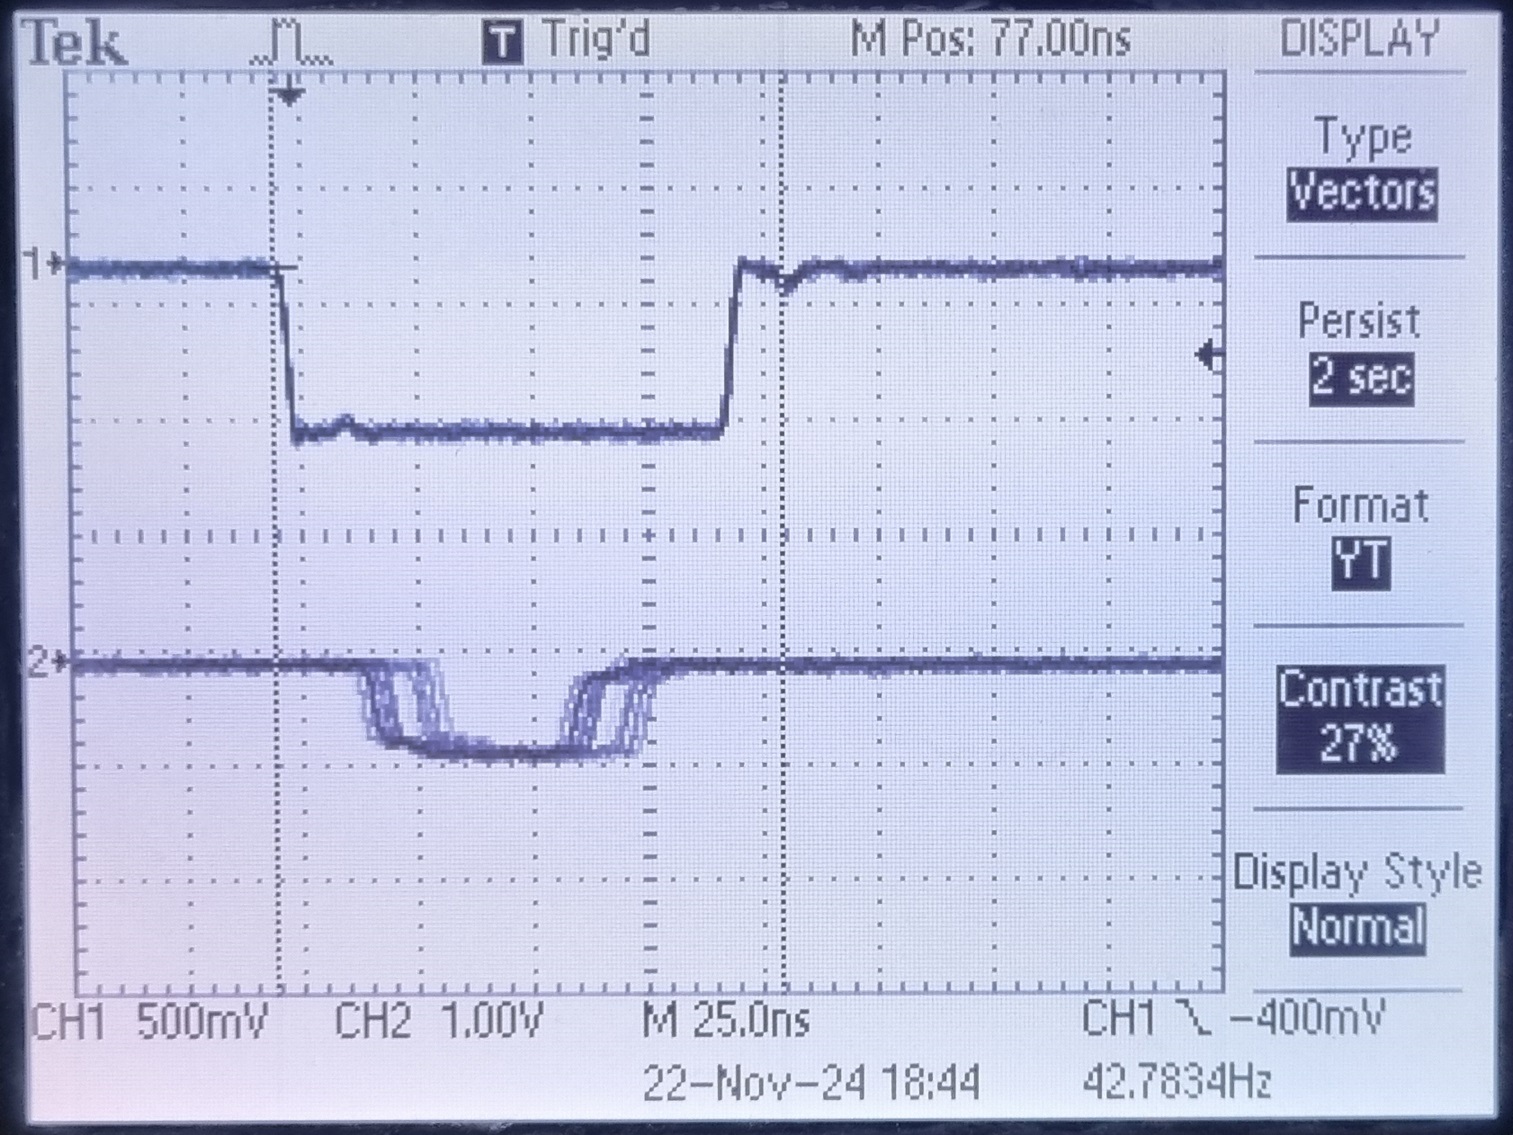 Tek T Trig'd M Pos: 77.00ns DISPLAY
Type
Vectors
1
Persist
2 sec
Format
YT
2
Contrast
27%
Display Style
Normal
CH1 500mV CH2 1.00V M 25.0ns CH1 -400mV
22-Nov-24 18:44 42.7834Hz